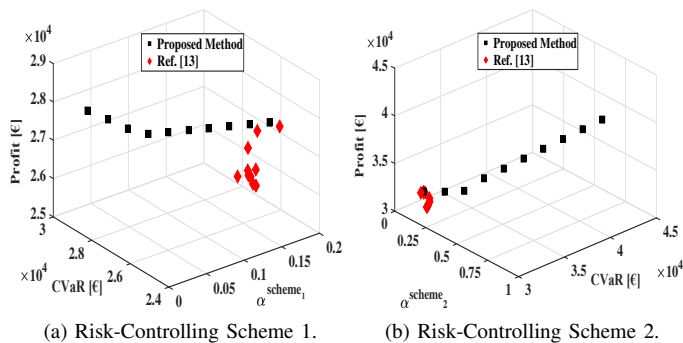 ×10⁴
2.9
2.8
2.7
2.6
2.5
Profit [€]
Proposed Method
Ref. [13]
3
2.8
2.6
2.4
×10⁴
CVaR [€]
0
0.05
0.1
0.15
0.2
α^scheme₁
(a) Risk-Controlling Scheme 1.
×10⁴
4.5
4
3.5
3
Profit [€]
Proposed Method
Ref. [13]
0
0.25
0.5
0.75
1
α^scheme₂
3
3.5
4
4.5
CVaR [€]
×10⁴
(b) Risk-Controlling Scheme 2.